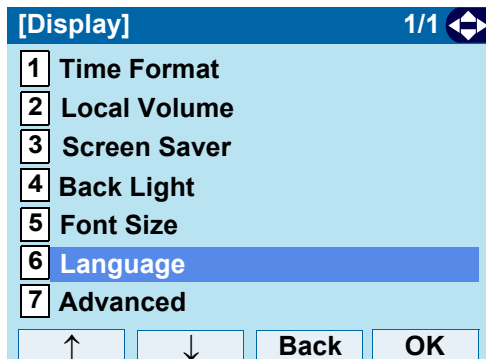 [Display] 1/1
1 Time Format
2 Local Volume
3 Screen Saver
4 Back Light
5 Font Size
6 Language
7 Advanced
↑ ↓ Back OK